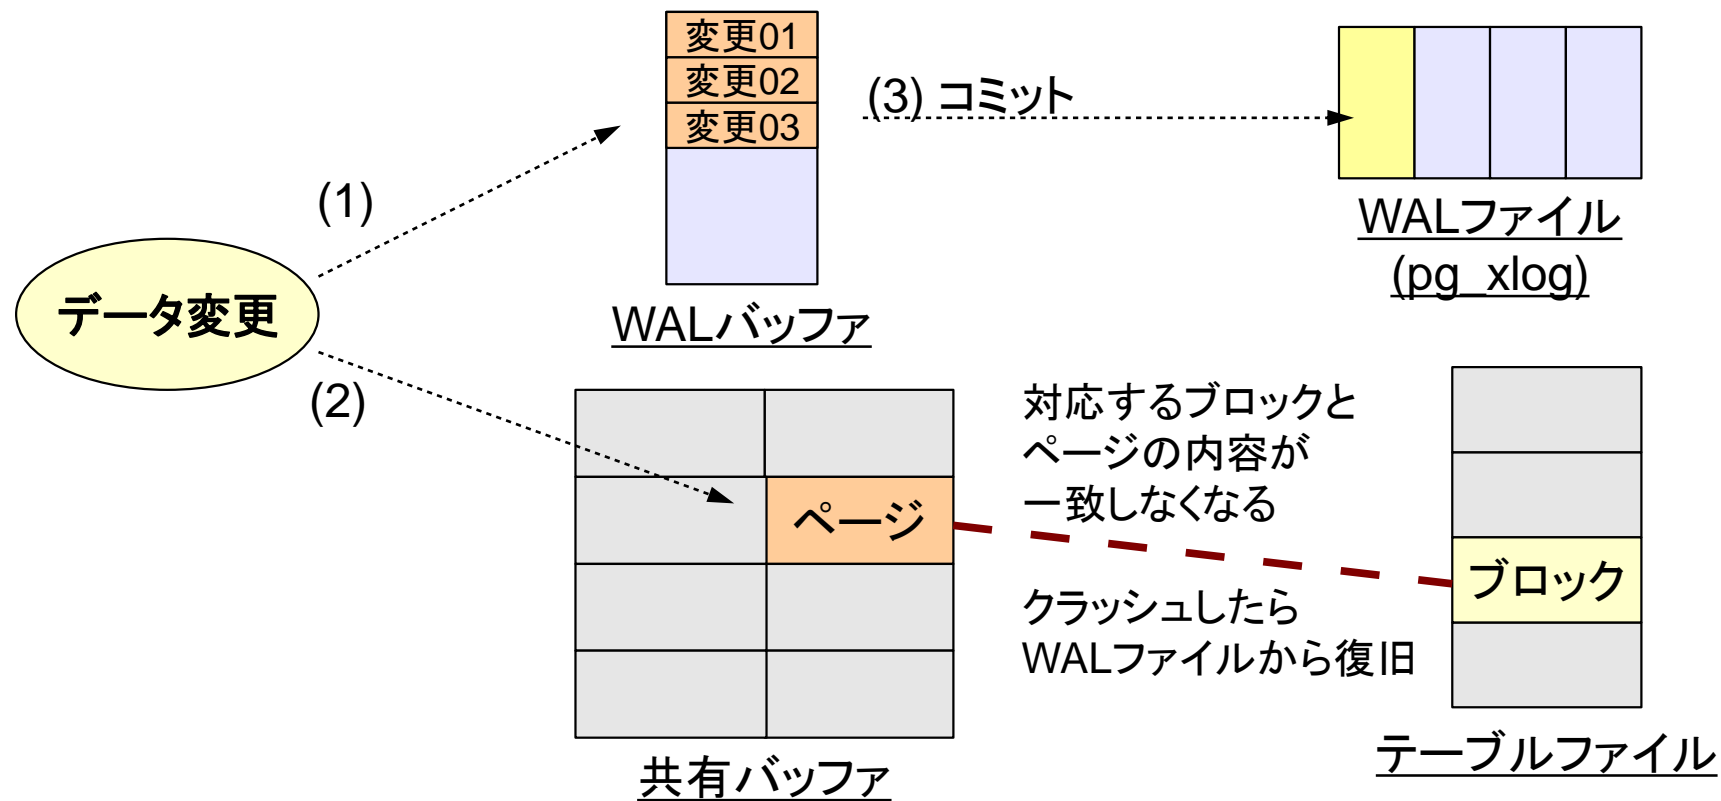 変更01
変更02
変更03
(3) コミット
(1)
WALファイル
(pg_xlog)
データ変更
WALバッファ
(2)
対応するブロックと
ページの内容が
一致しなくなる
ページ
ブロック
クラッシュしたら
WALファイルから復旧
テーブルファイル
共有バッファ